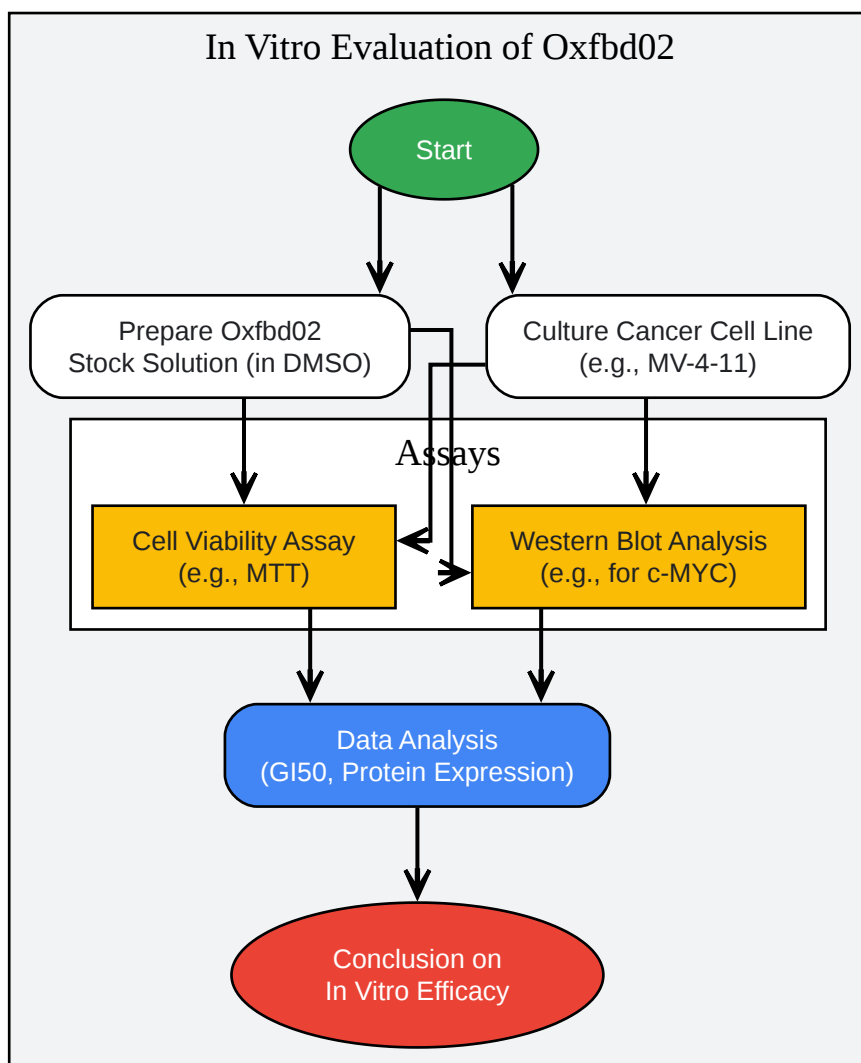 In Vitro Evaluation of Oxfbd02
Start
Prepare Oxfbd02
Stock Solution (in DMSO)
Culture Cancer Cell Line
(e.g., MV-4-11)
Assays
Cell Viability Assay
(e.g., MTT)
Western Blot Analysis
(e.g., for c-MYC)
Data Analysis
(GI50, Protein Expression)
Conclusion on
In Vitro Efficacy